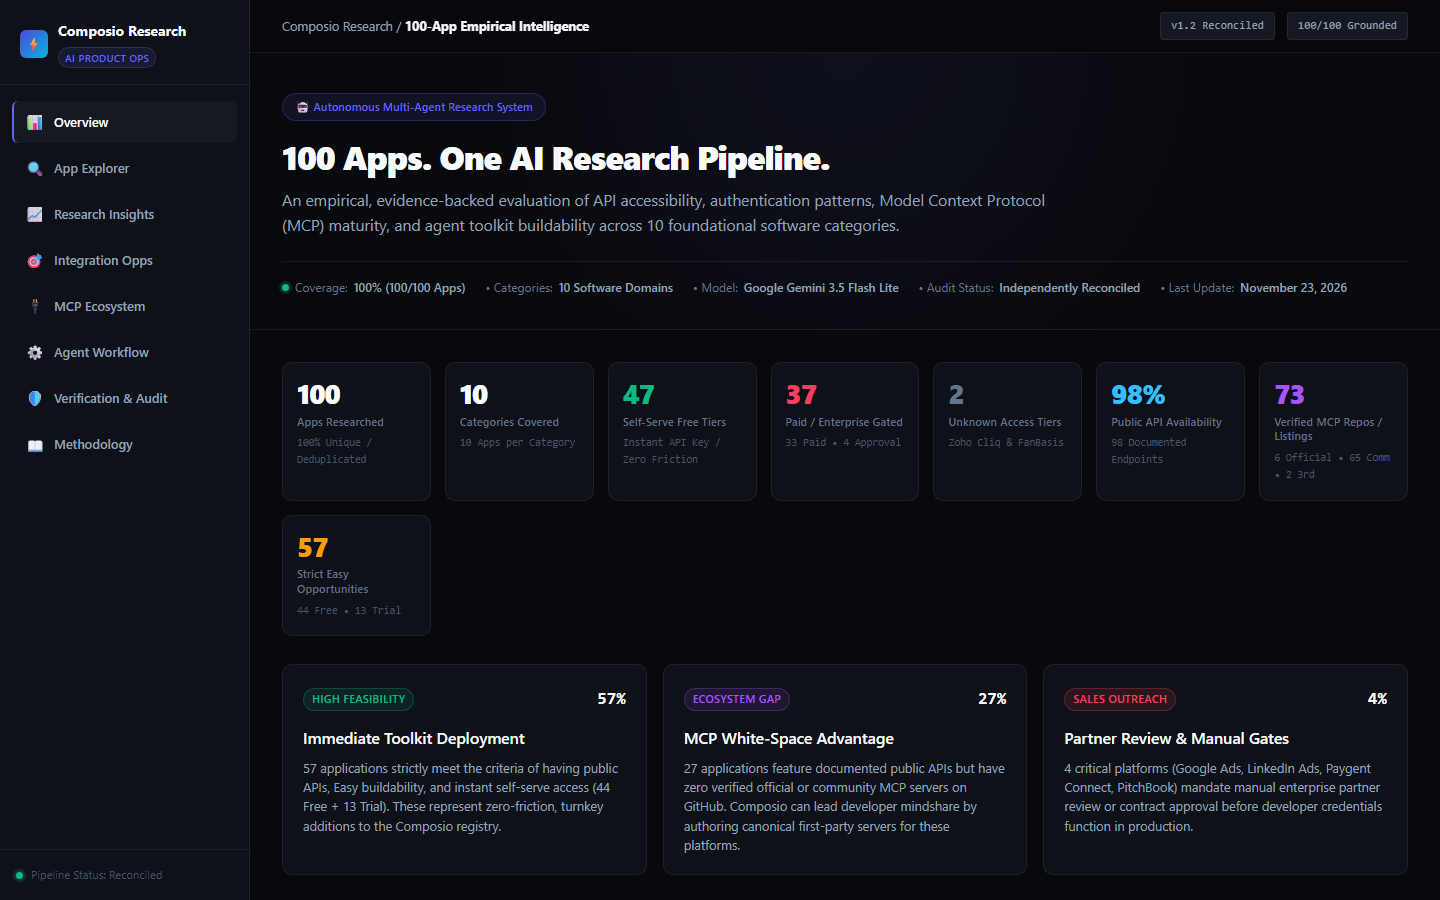 Composio Research
AI PRODUCT OPS
Overview
App Explorer
Research Insights
Integration Opps
MCP Ecosystem
Agent Workflow
Verification & Audit
Methodology
Pipeline Status: Reconciled
Composio Research / 100-App Empirical Intelligence
v1.2 Reconciled
100/100 Grounded
Autonomous Multi-Agent Research System
100 Apps. One AI Research Pipeline.
An empirical, evidence-backed evaluation of API accessibility, authentication patterns, Model Context Protocol
(MCP) maturity, and agent toolkit buildability across 10 foundational software categories.
Coverage: 100% (100/100 Apps) • Categories: 10 Software Domains • Model: Google Gemini 3.5 Flash Lite • Audit Status: Independently Reconciled • Last Update: November 23, 2026
100
Apps Researched
100% Unique /
Deduplicated
10
Categories Covered
10 Apps per Category
47
Self-Serve Free Tiers
Instant API Key /
Zero Friction
37
Paid / Enterprise Gated
33 Paid • 4 Approval
2
Unknown Access Tiers
Zoho Cliq & FanBasis
98%
Public API Availability
98 Documented
Endpoints
73
Verified MCP Repos /
Listings
6 Official • 65 Comm
• 2 3rd
57
Strict Easy
Opportunities
44 Free • 13 Trial
HIGH FEASIBILITY
57%
Immediate Toolkit Deployment
57 applications strictly meet the criteria of having public
APIs, Easy buildability, and instant self-serve access (44
Free + 13 Trial). These represent zero-friction, turnkey
additions to the Composio registry.
ECOSYSTEM GAP
27%
MCP White-Space Advantage
27 applications feature documented public APIs but have
zero verified official or community MCP servers on
GitHub. Composio can lead developer mindshare by
authoring canonical first-party servers for these
platforms.
SALES OUTREACH
4%
Partner Review & Manual Gates
4 critical platforms (Google Ads, LinkedIn Ads, Paygent
Connect, PitchBook) mandate manual enterprise partner
review or contract approval before developer credentials
function in production.